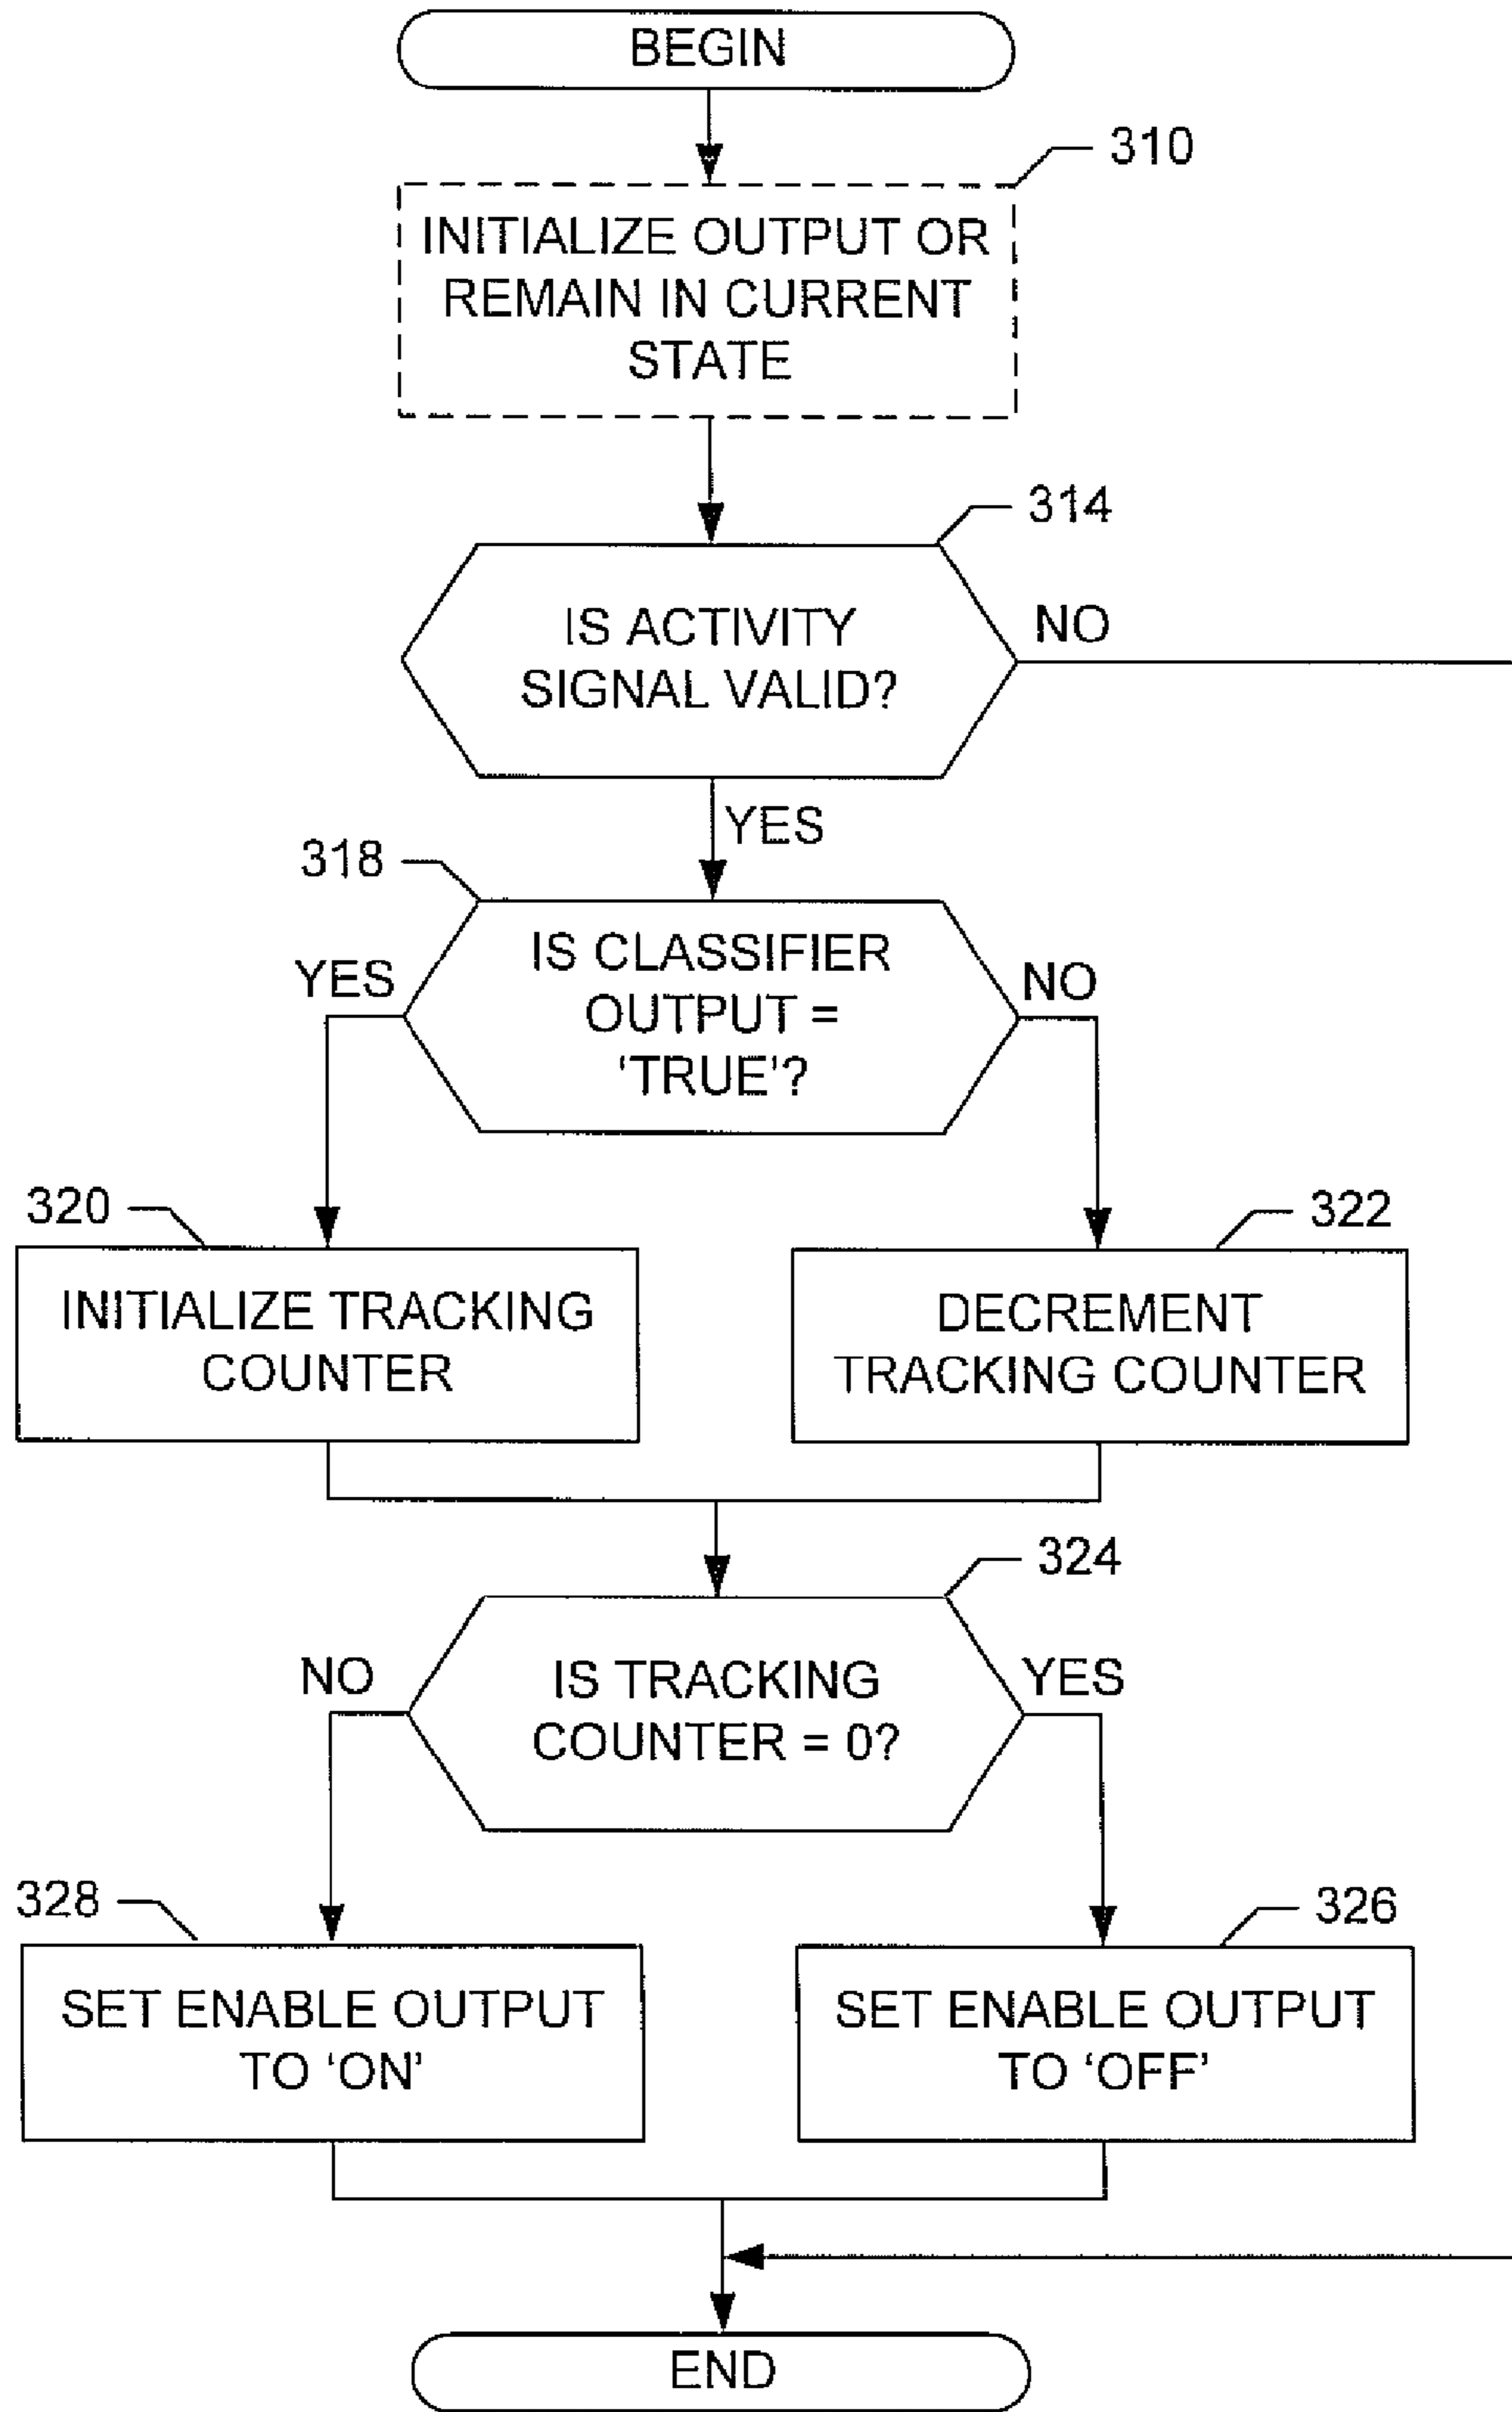 BEGIN
310
INITIALIZE OUTPUT OR
REMAIN IN CURRENT
STATE
314
IS ACTIVITY
SIGNAL VALID?
NO
YES
318
IS CLASSIFIER
OUTPUT =
‘TRUE’?
YES
NO
320
INITIALIZE TRACKING
COUNTER
322
DECREMENT
TRACKING COUNTER
324
IS TRACKING
COUNTER = 0?
NO
YES
328
SET ENABLE OUTPUT
TO ‘ON’
326
SET ENABLE OUTPUT
TO ‘OFF’
END